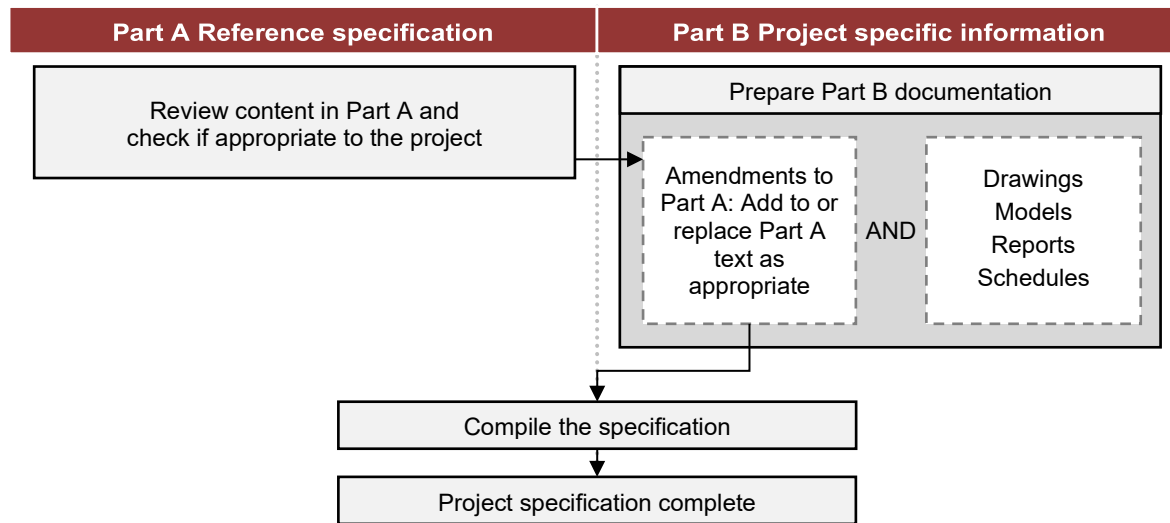 Part A Reference specification
Part B Project specific information
Review content in Part A and
check if appropriate to the project
Prepare Part B documentation
Amendments to
Part A: Add to or
replace Part A
text as
appropriate
AND
Drawings
Models
Reports
Schedules
Compile the specification
Project specification complete